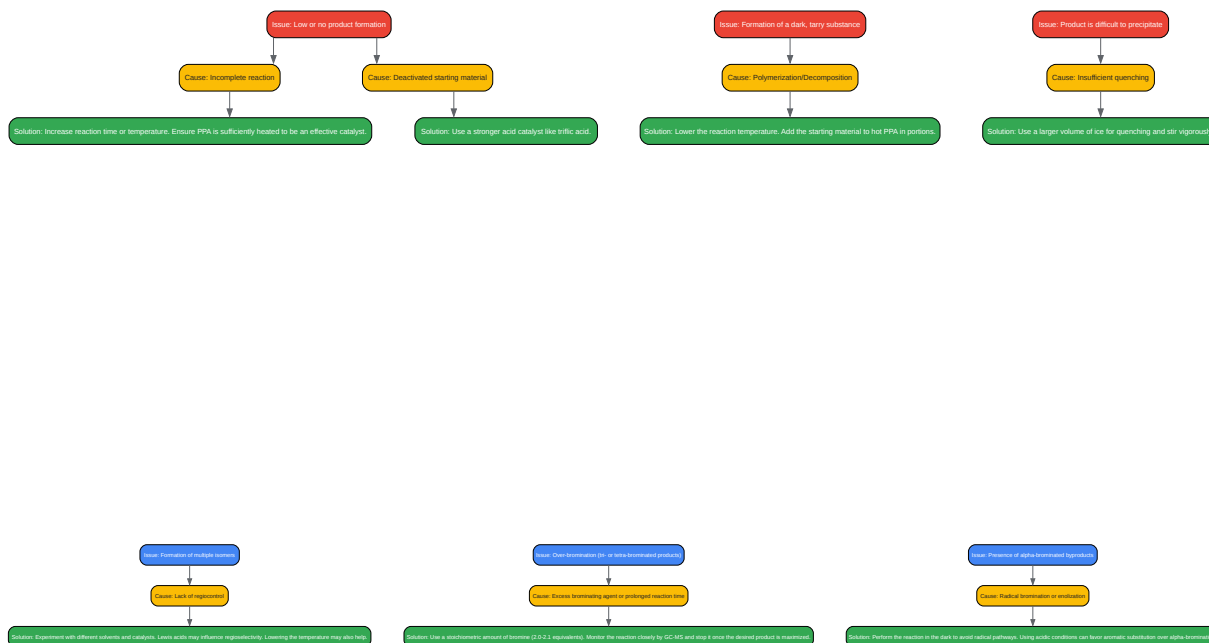 Issue: Low or no product formation
Issue: Formation of a dark, tarry substance
Issue: Product is difficult to precipitate
Cause: Incomplete reaction
Cause: Deactivated starting material
Cause: Polymerization/Decomposition
Cause: Insufficient quenching
Solution: Increase reaction time or temperature. Ensure PPA is sufficiently heated to be an effective catalyst.
Solution: Use a stronger acid catalyst like triflic acid.
Solution: Lower the reaction temperature. Add the starting material to hot PPA in portions.
Solution: Use a larger volume of ice for quenching and stir vigorously
Issue: Formation of multiple isomers
Issue: Over-bromination (tri- or tetra-brominated products)
Issue: Presence of alpha-brominated byproducts
Cause: Lack of regiocontrol
Cause: Excess brominating agent or prolonged reaction time
Cause: Radical bromination or enolization
Solution: Experiment with different solvents and catalysts. Lewis acids may influence regioselectivity. Lowering the temperature may also help.
Solution: Use a stoichiometric amount of bromine (2.0-2.1 equivalents). Monitor the reaction closely by GC-MS and stop it once the desired product is maximized.
Solution: Perform the reaction in the dark to avoid radical pathways. Using acidic conditions can favor aromatic substitution over alpha-brominat